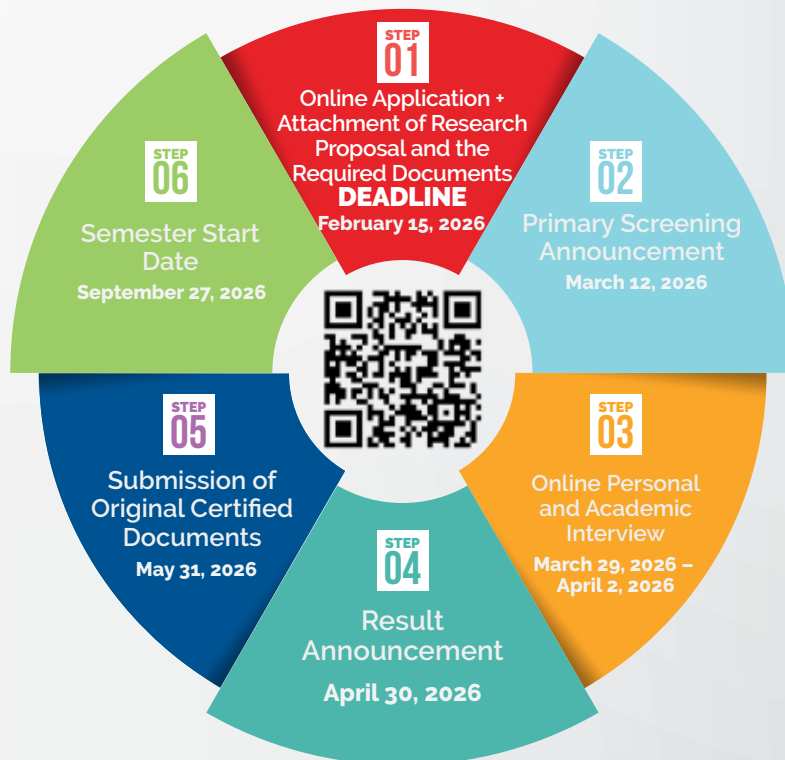 STEP
01
Online Application +
Attachment of Research
Proposal and the
Required Documents
DEADLINE
February 15, 2026
STEP
02
Primary Screening
Announcement
March 12, 2026
STEP
03
Online Personal
and Academic
Interview
March 29, 2026 –
April 2, 2026
STEP
04
Result
Announcement
April 30, 2026
STEP
05
Submission of
Original Certified
Documents
May 31, 2026
STEP
06
Semester Start
Date
September 27, 2026